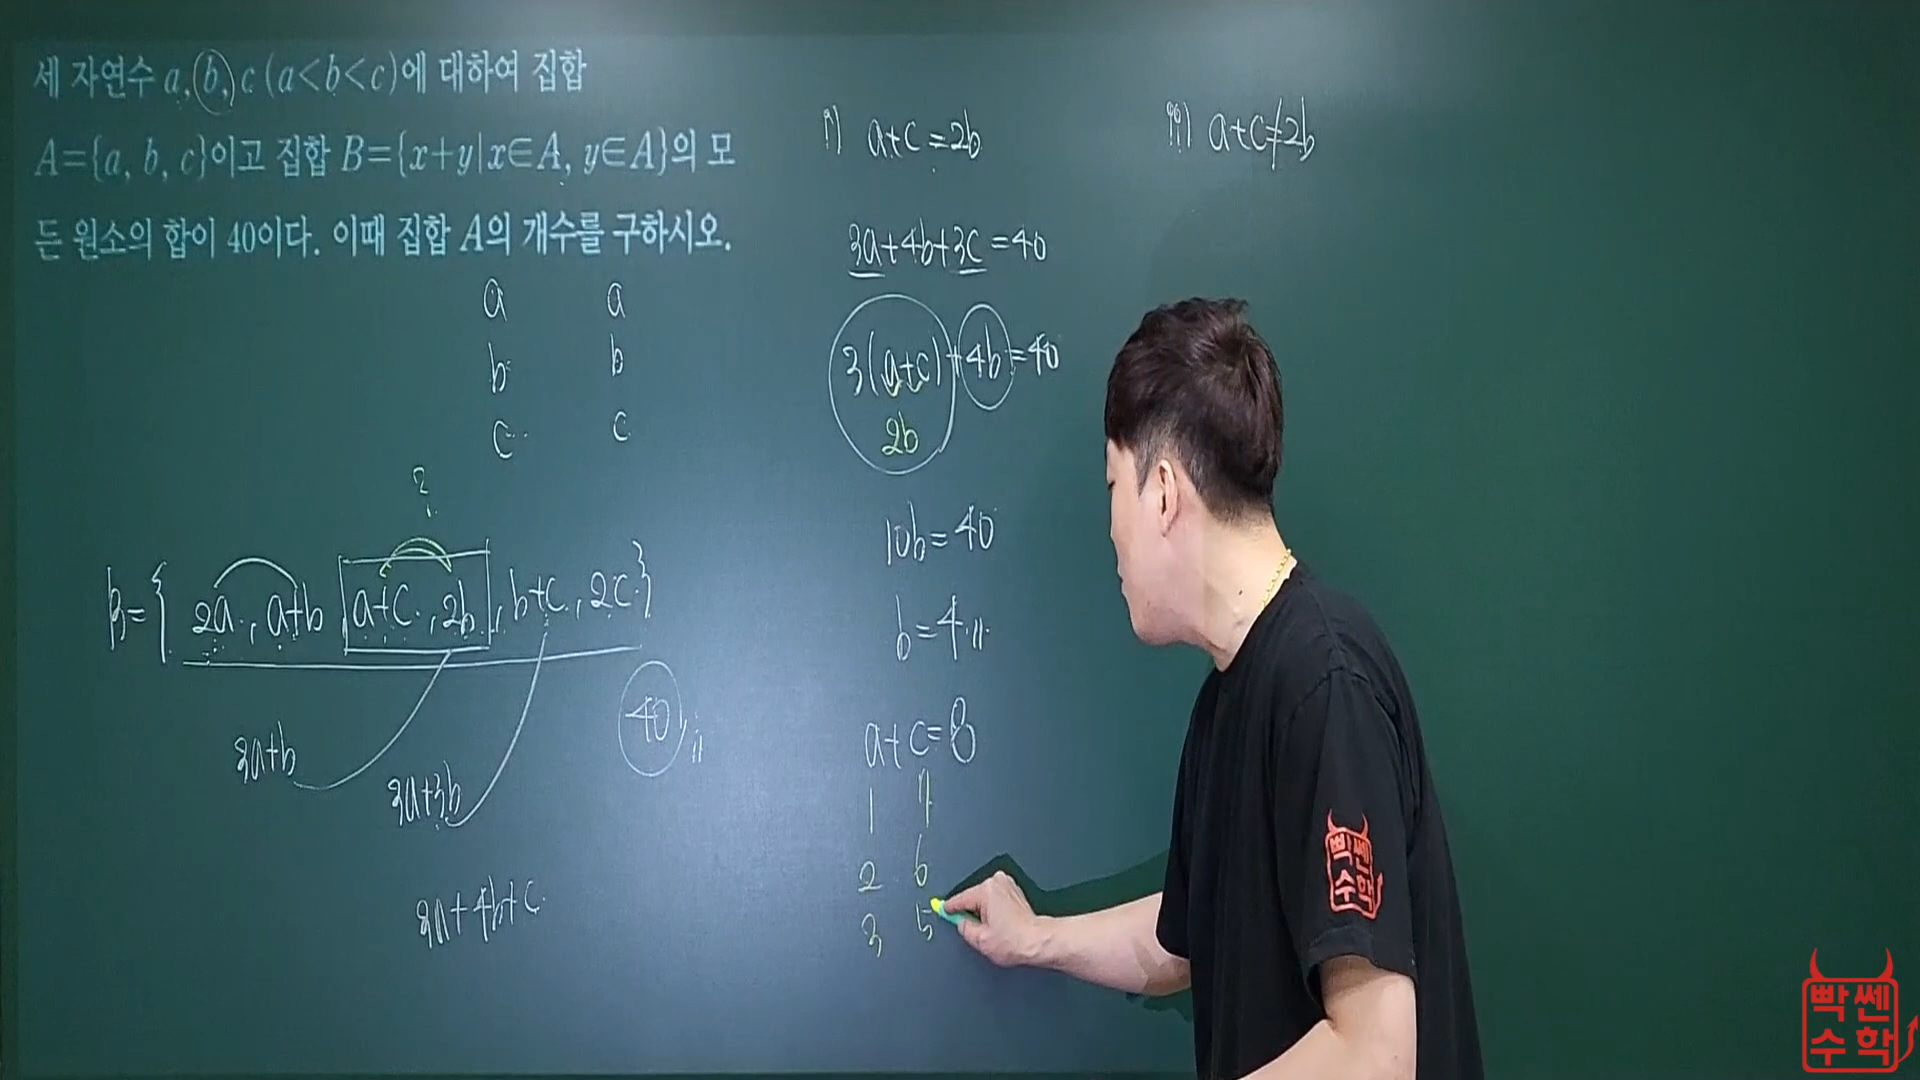 세 자연수 a, b, c (a<b<c)에 대하여 집합
A={a, b, c}이고 집합 B={x+y|x∈A, y∈A}의 모
든 원소의 합이 40이다. 이때 집합 A의 개수를 구하시오.
a a
b b
c c
?
B={ 2a, a+b, a+c, 2b, b+c, 2c }
3a+b
3a+3b
3a+4b+c
40
i) a+c=2b
3a+4b+3c=40
3(a+c)+4b=40
2b
10b=40
b=4
a+c=8
1 7
2 6
3 5
ii) a+c≠2b
빡쎈
수학
빡쎈
수학